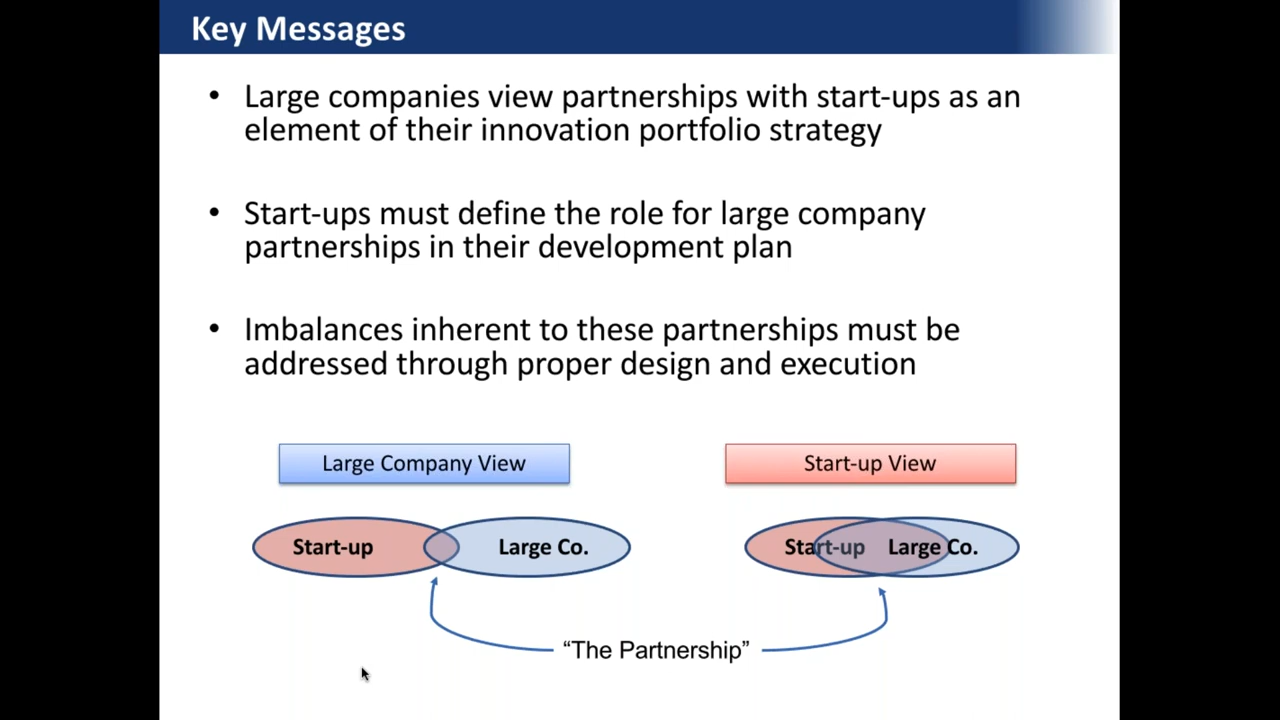 Key Messages
• Large companies view partnerships with start-ups as an
element of their innovation portfolio strategy
• Start-ups must define the role for large company
partnerships in their development plan
• Imbalances inherent to these partnerships must be
addressed through proper design and execution
Large Company View
Start-up View
Start-up
Large Co.
Start-up
Large Co.
“The Partnership”